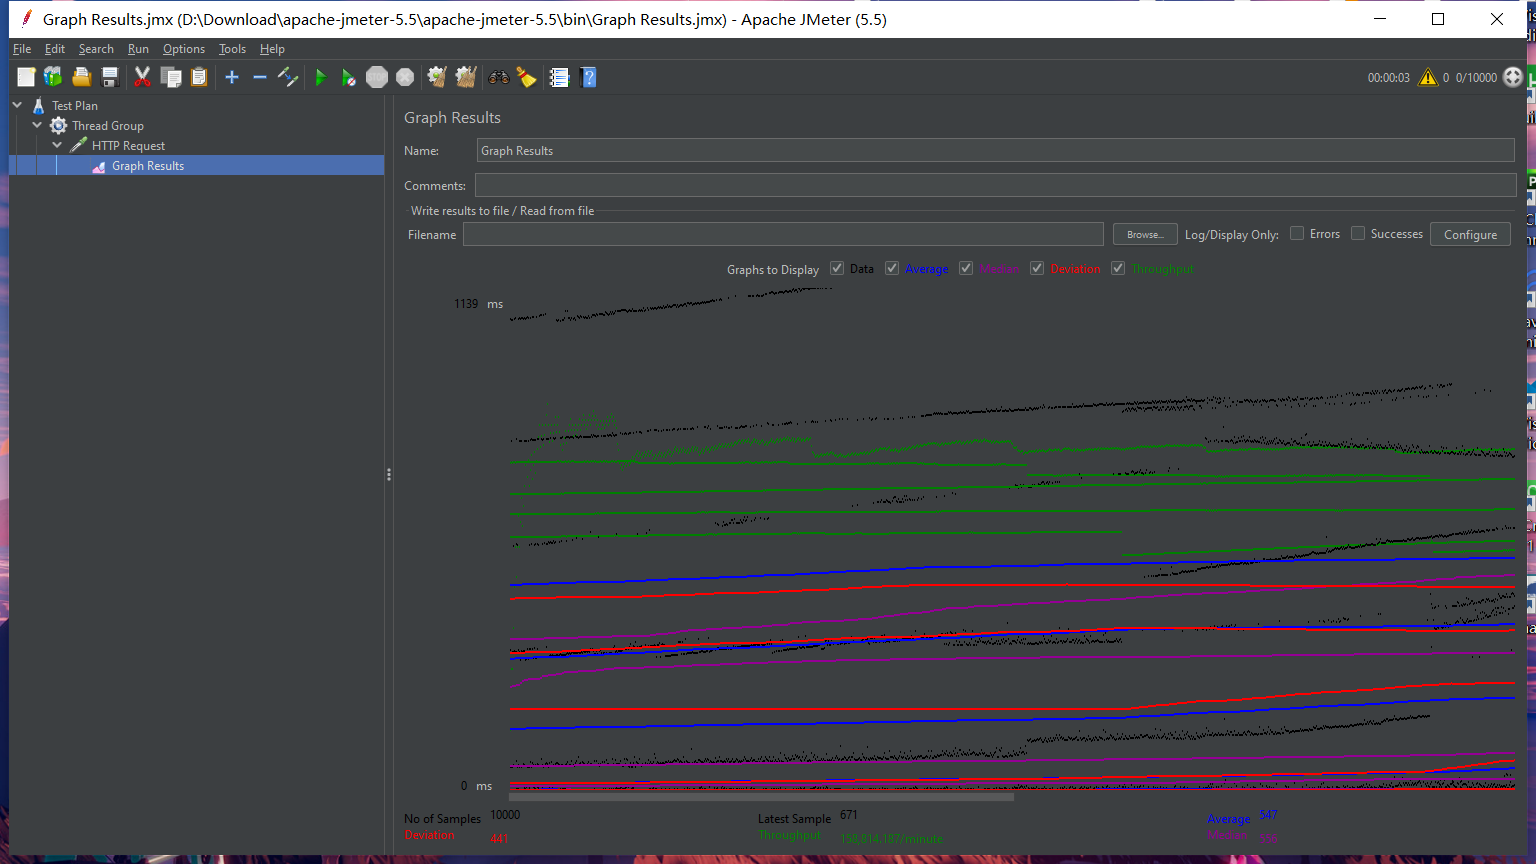 Graph Results.jmx (D:\Download\apache-jmeter-5.5\apache-jmeter-5.5\bin\Graph Results.jmx) - Apache JMeter (5.5)
File Edit Search Run Options Tools Help
STOP 00:00:03 0 0/10000
Test Plan
Thread Group
HTTP Request
Graph Results
Graph Results
Name: Graph Results
Comments:
Write results to file / Read from file
Filename Browse... Log/Display Only: Errors Successes Configure
Graphs to Display Data Average Median Deviation Throughput
1139 ms
0 ms
No of Samples 10000 Latest Sample 671 Average 547
Deviation 441 Throughput 158,814.187/minute Median